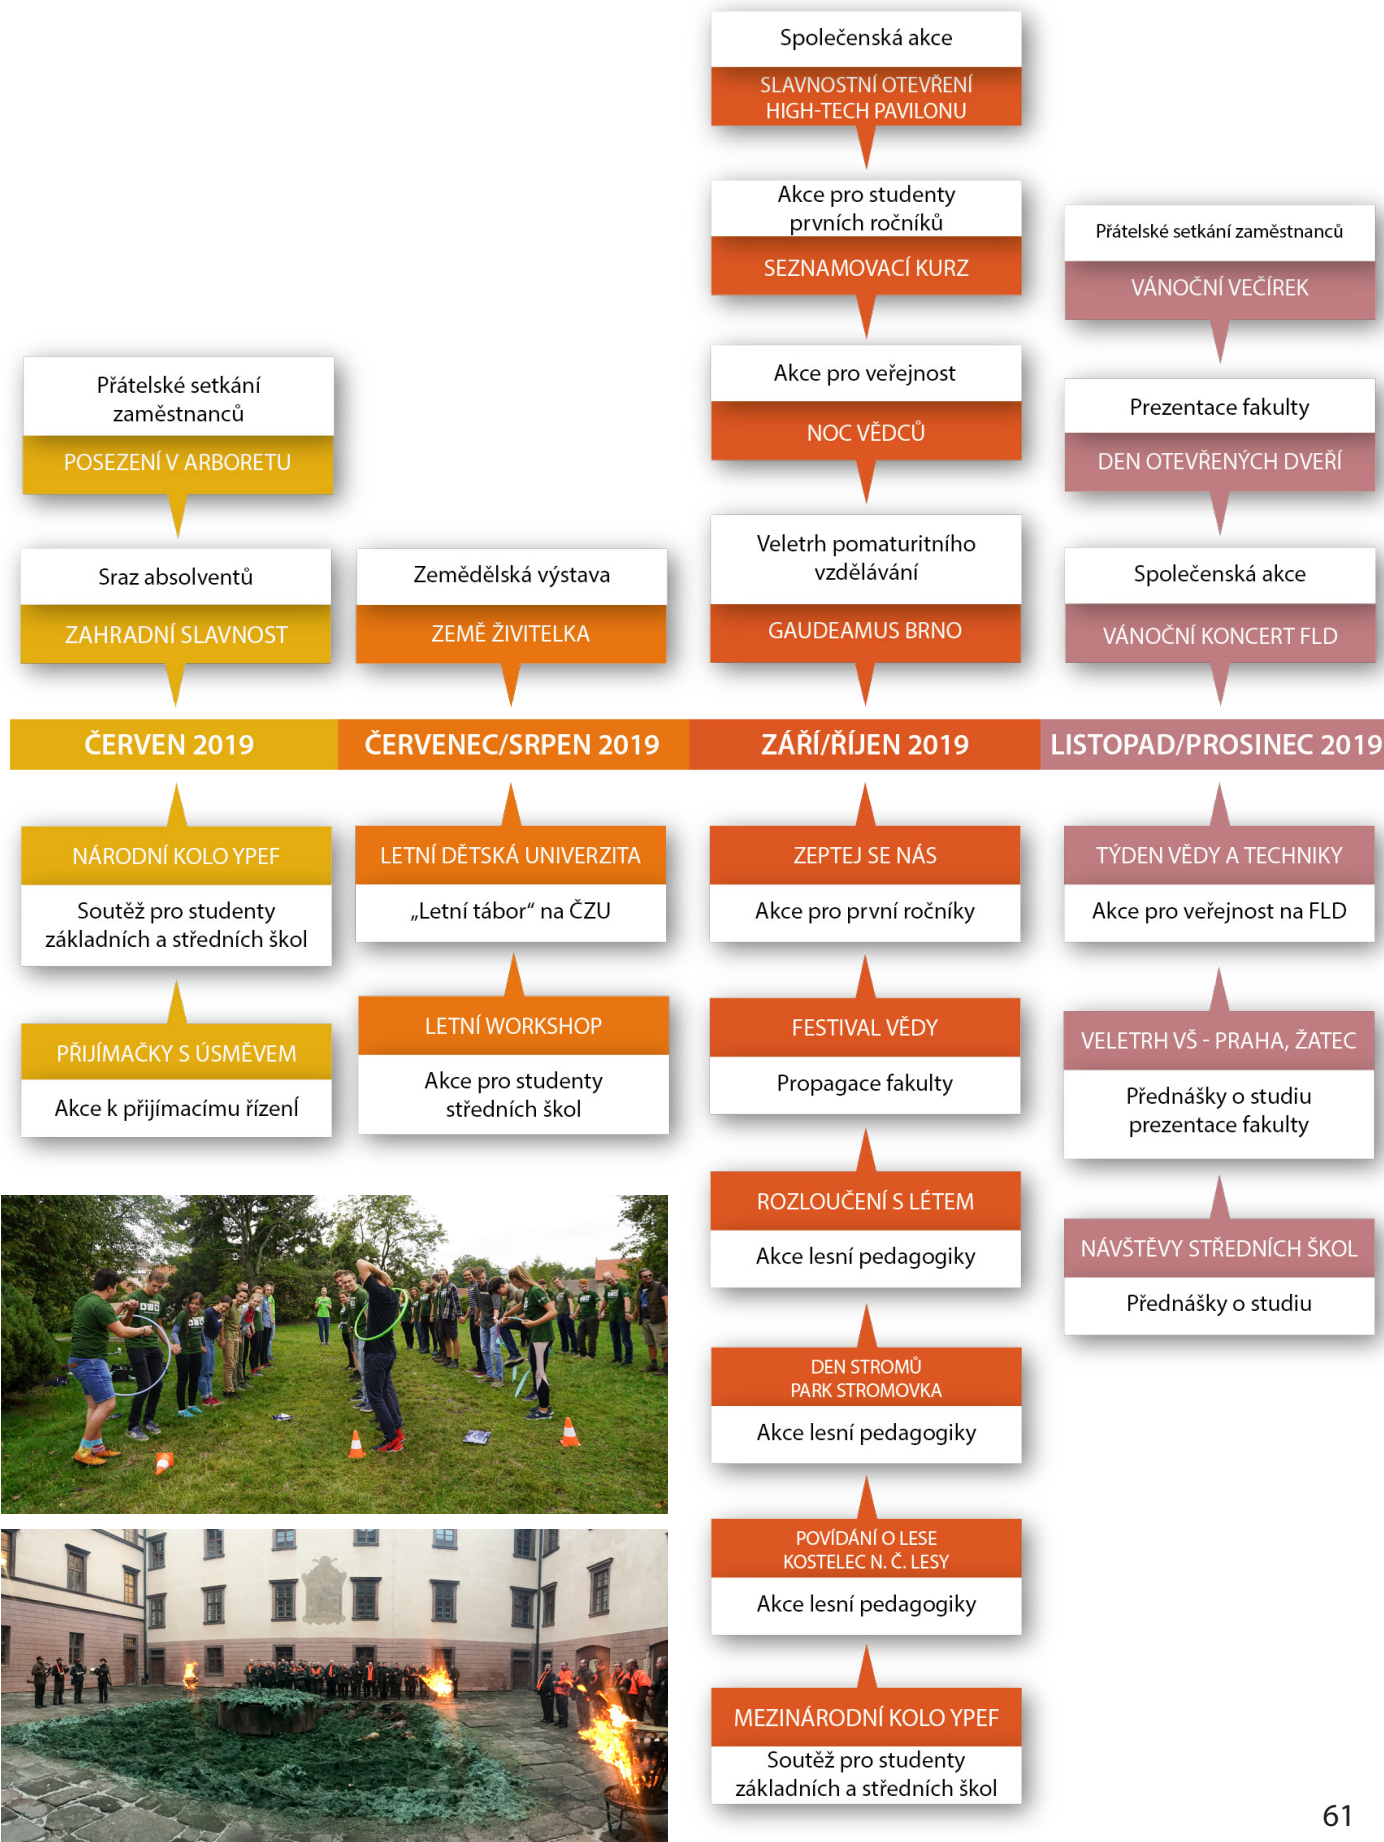 Společenská akce
SLAVNOSTNÍ OTEVŘENÍ
HIGH-TECH PAVILONU
Akce pro studenty
prvních ročníků
SEZNAMOVACÍ KURZ
Přátelské setkání zaměstnanců
VÁNOČNÍ VEČÍREK
Přátelské setkání
zaměstnanců
POSEZENÍ V ARBORETU
Akce pro veřejnost
NOC VĚDCŮ
Prezentace fakulty
DEN OTEVŘENÝCH DVEŘÍ
Sraz absolventů
ZAHRADNÍ SLAVNOST
Zemědělská výstava
ZEMĚ ŽIVITELKA
Veletrh pomaturitního
vzdělávání
GAUDEAMUS BRNO
Společenská akce
VÁNOČNÍ KONCERT FLD
ČERVEN 2019
ČERVENEC/SRPEN 2019
ZÁŘÍ/ŘÍJEN 2019
LISTOPAD/PROSINEC 2019
NÁRODNÍ KOLO YPEF
Soutěž pro studenty
základních a středních škol
PŘIJÍMAČKY S ÚSMĚVEM
Akce k přijímacímu řízenÍ
LETNÍ DĚTSKÁ UNIVERZITA
„Letní tábor“ na ČZU
LETNÍ WORKSHOP
Akce pro studenty
středních škol
ZEPTEJ SE NÁS
Akce pro první ročníky
FESTIVAL VĚDY
Propagace fakulty
ROZLOUČENÍ S LÉTEM
Akce lesní pedagogiky
DEN STROMŮ
PARK STROMOVKA
Akce lesní pedagogiky
POVÍDÁNÍ O LESE
KOSTELEC N. Č. LESY
Akce lesní pedagogiky
MEZINÁRODNÍ KOLO YPEF
Soutěž pro studenty
základních a středních škol
TÝDEN VĚDY A TECHNIKY
Akce pro veřejnost na FLD
VELETRH VŠ - PRAHA, ŽATEC
Přednášky o studiu
prezentace fakulty
NÁVŠTĚVY STŘEDNÍCH ŠKOL
Přednášky o studiu
61